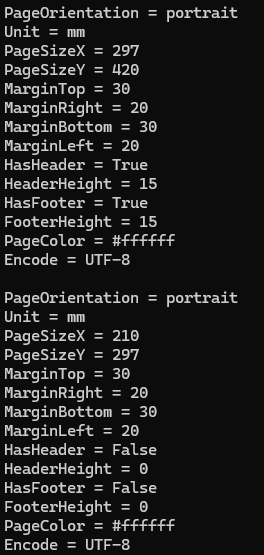 PageOrientation = portrait
Unit = mm
PageSizeX = 297
PageSizeY = 420
MarginTop = 30
MarginRight = 20
MarginBottom = 30
MarginLeft = 20
HasHeader = True
HeaderHeight = 15
HasFooter = True
FooterHeight = 15
PageColor = #ffffff
Encode = UTF-8

PageOrientation = portrait
Unit = mm
PageSizeX = 210
PageSizeY = 297
MarginTop = 30
MarginRight = 20
MarginBottom = 30
MarginLeft = 20
HasHeader = False
HeaderHeight = 0
HasFooter = False
FooterHeight = 0
PageColor = #ffffff
Encode = UTF-8